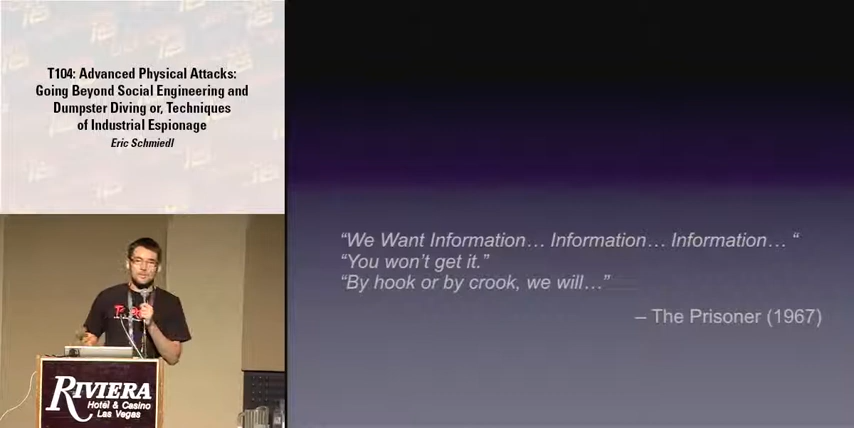 T104: Advanced Physical Attacks:
Going Beyond Social Engineering and
Dumpster Diving or, Techniques
of Industrial Espionage
Eric Schmiedl
“We Want Information… Information… Information… “
“You won’t get it.”
“By hook or by crook, we will…”
– The Prisoner (1967)
RIVIERA
Hotel & Casino
Las Vegas